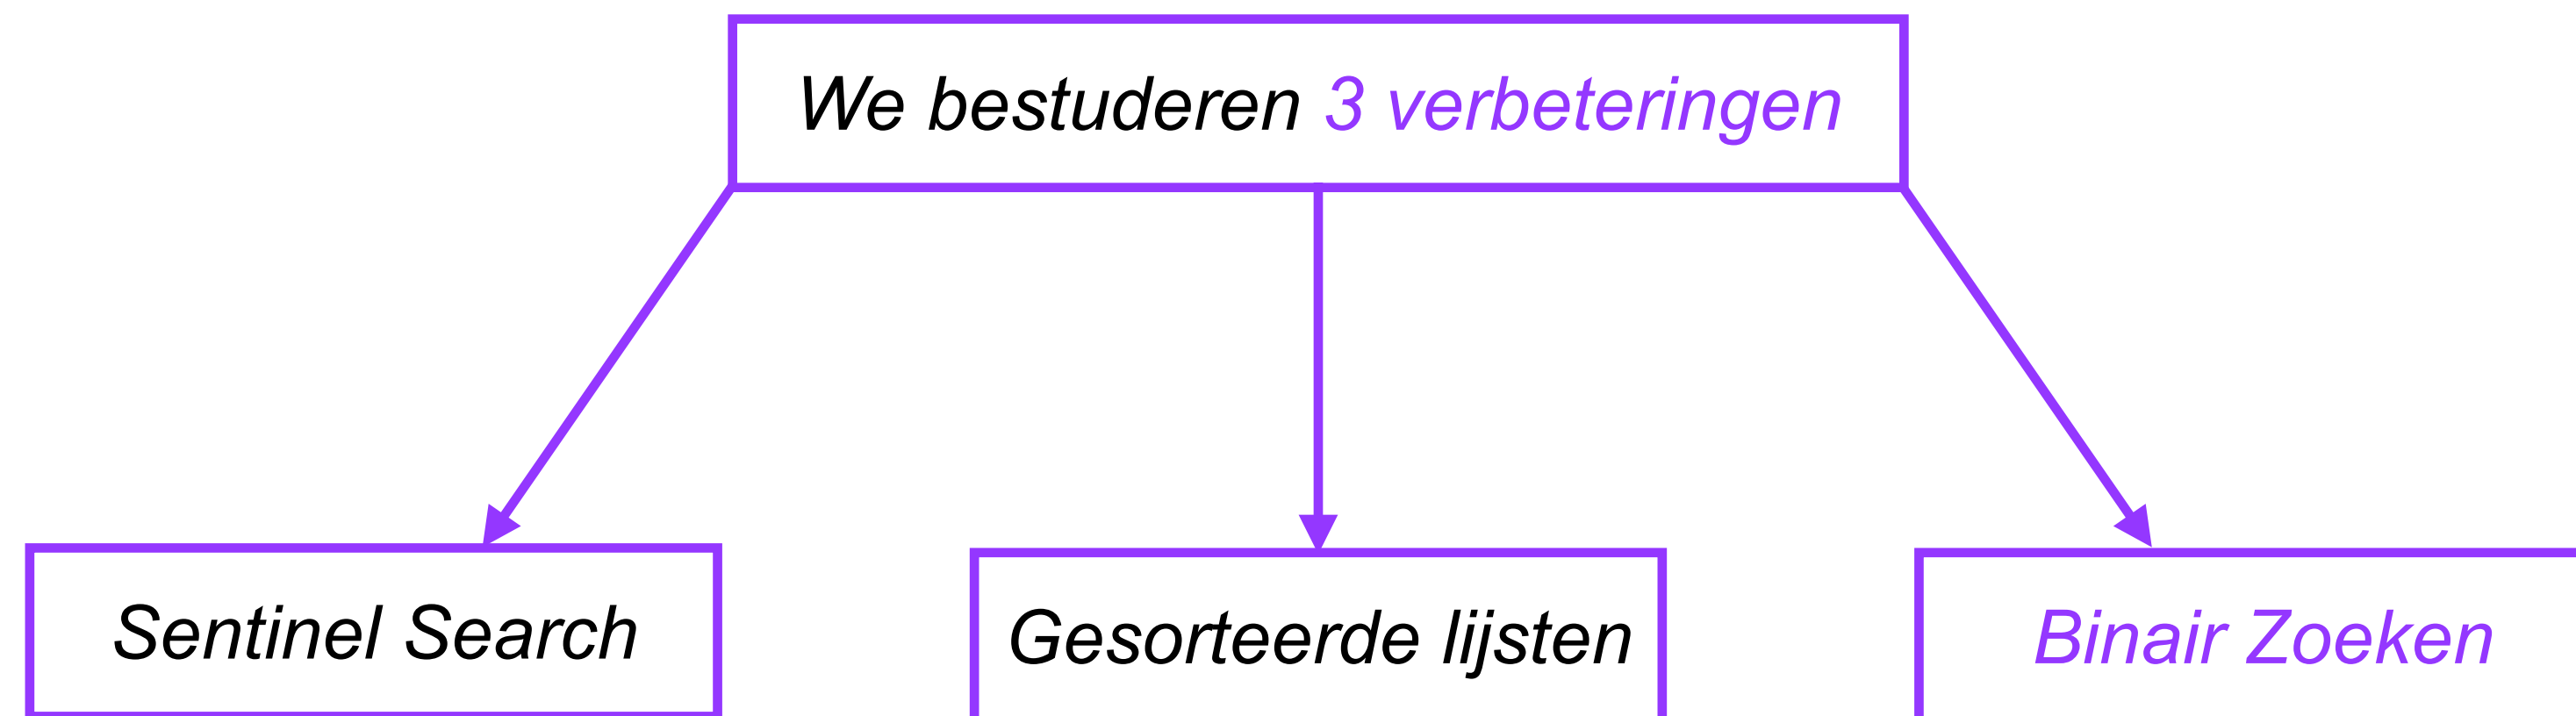 We bestuderen 3 verbeteringen
Sentinel Search
Gesorteerde lijsten
Binair Zoeken